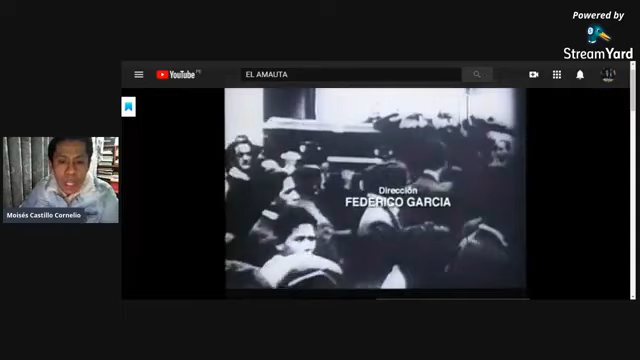 Powered by
StreamYard
YouTube PE
EL AMAUTA
Dirección
FEDERICO GARCIA
Moisés Castillo Cornelio